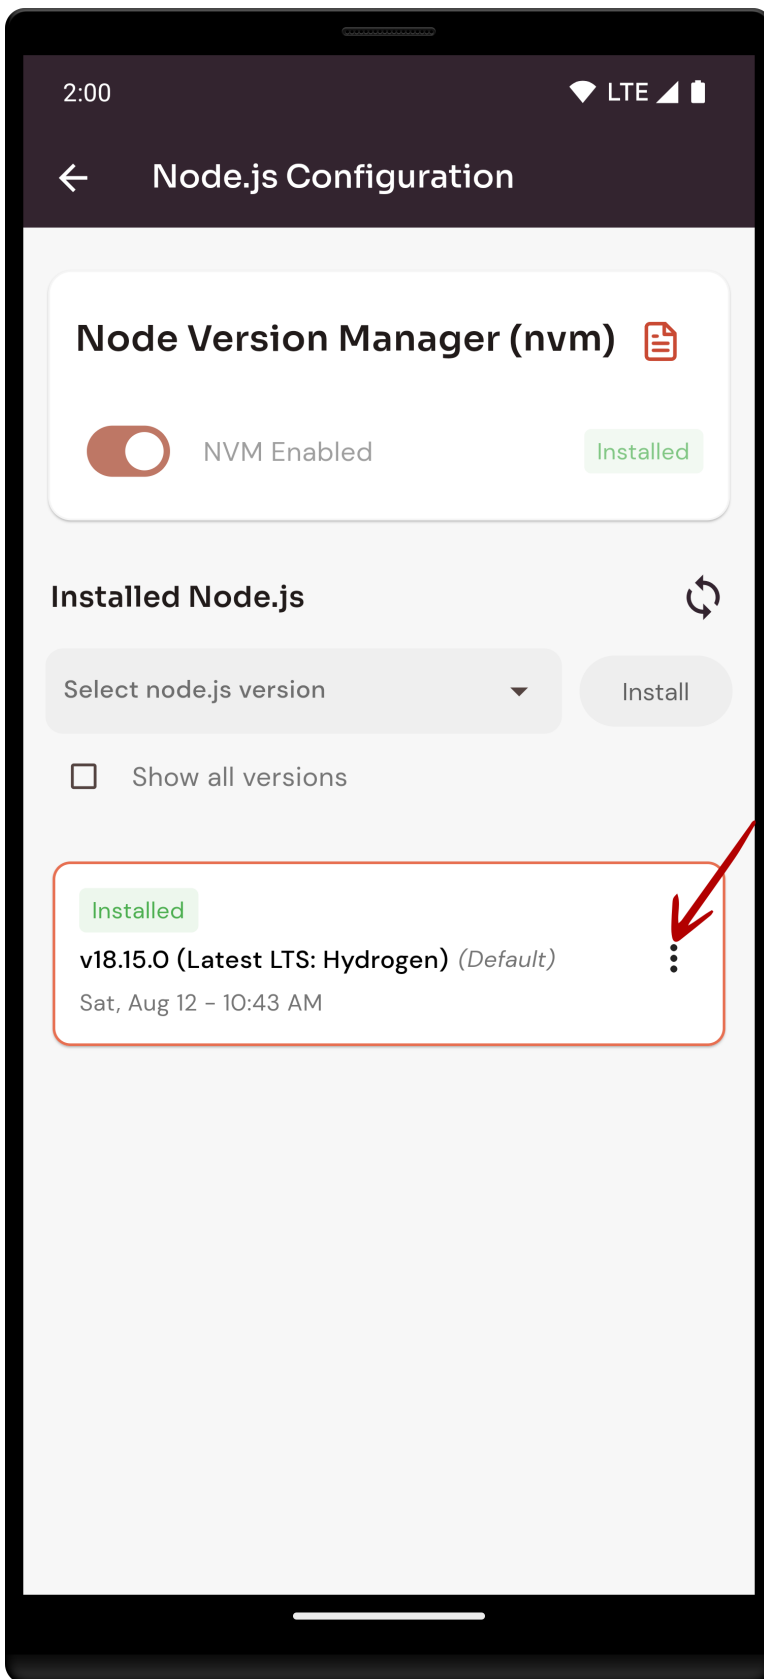 2:00 LTE
Node.js Configuration
Node Version Manager (nvm)
NVM Enabled Installed
Installed Node.js
Select node.js version Install
Show all versions
Installed
v18.15.0 (Latest LTS: Hydrogen) (Default)
Sat, Aug 12 - 10:43 AM